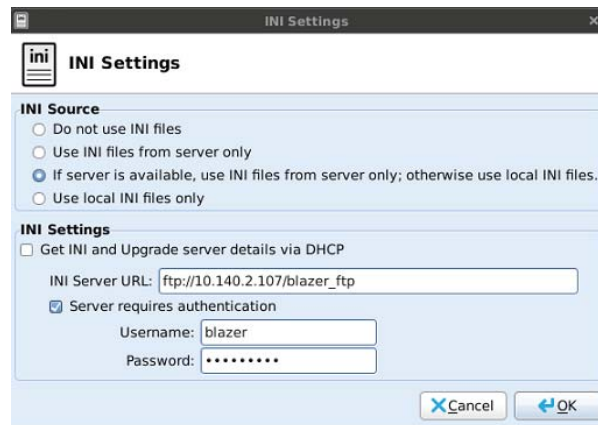 INI Settings
ini
INI Settings
INI Source
Do not use INI files
Use INI files from server only
If server is available, use INI files from server only; otherwise use local INI files.
Use local INI files only
INI Settings
Get INI and Upgrade server details via DHCP
INI Server URL: ftp://10.140.2.107/blazer_ftp
Server requires authentication
Username: blazer
Password: •••••••••
Cancel OK